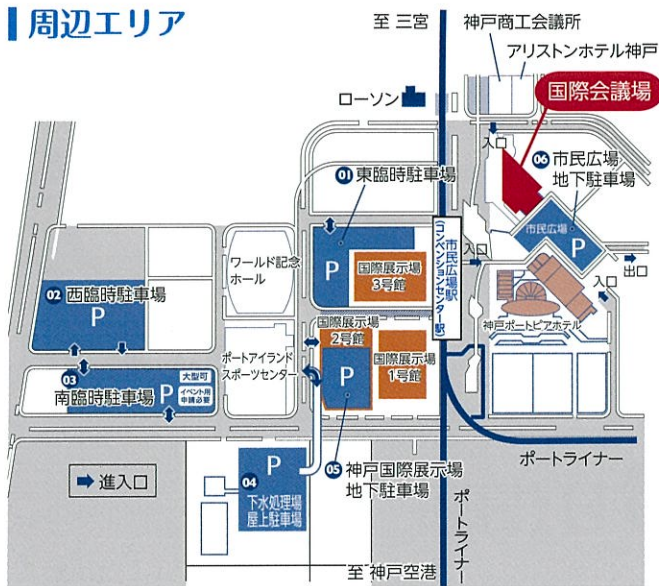 周辺エリア
至 三宮
神戸商工会議所
アリストンホテル神戸
ローソン
国際会議場
入口
01 東臨時駐車場
06 市民広場
地下駐車場
市民広場
P
出口
入口
入口
市民広場駅
(コンベンションセンター駅)
ワールド記念
ホール
P
国際展示場
3号館
02 西臨時駐車場
P
神戸ポートピアホテル
国際展示場
2号館
国際展示場
1号館
P
ポートアイランド
スポーツセンター
03
南臨時駐車場
P
大型可
イベント用
申請必要
05 神戸国際展示場
地下駐車場
ポートライナー
進入口
P
04
下水処理場
屋上駐車場
ポートライナー
至 神戸空港